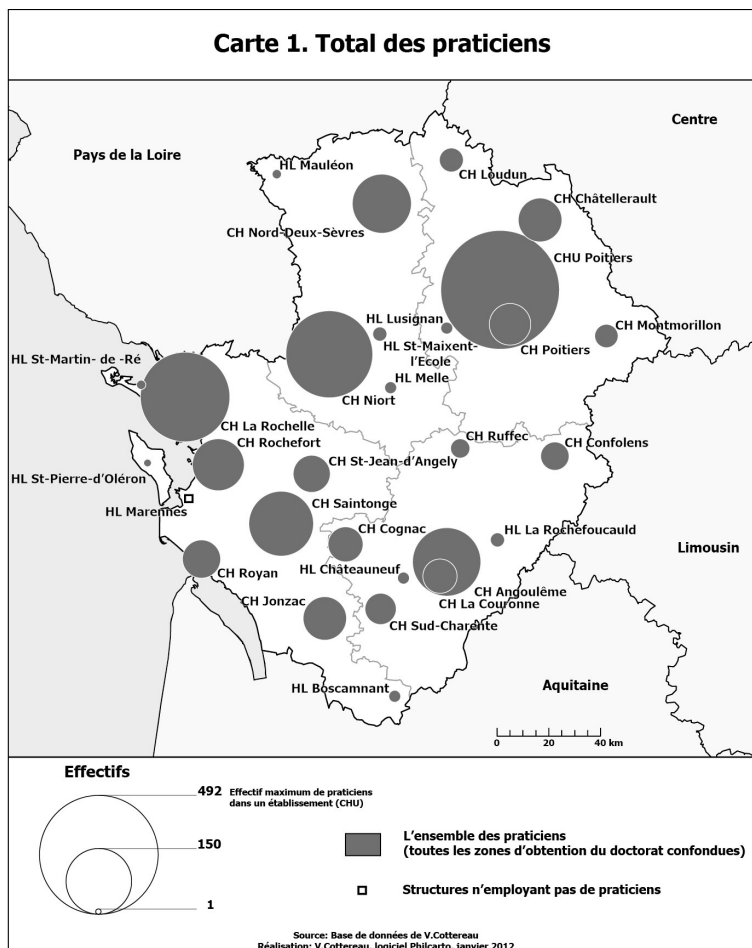 Carte 1. Total des praticiens
Centre
Pays de la Loire
HL Mauléon
CH Loudun
CH Châtellerault
CH Nord-Deux-Sèvres
CHU Poitiers
HL Lusignan
CH Montmorillon
HL St-Maixent-
l'Ecole
CH Poitiers
HL St-Martin- de -Ré
HL Melle
CH Niort
CH La Rochelle
CH Rochefort
CH Ruffec
CH Confolens
CH St-Jean-d'Angely
HL St-Pierre-d'Oléron
CH Saintonge
HL Marennes
CH Cognac
HL La Rochefoucauld
Limousin
HL Châteauneuf
CH Royan
CH Angoulême
CH La Couronne
CH Jonzac
CH Sud-Charente
HL Boscamnant
Aquitaine
0 20 40 km
Effectifs
492 Effectif maximum de praticiens
dans un établissement (CHU)
150
1
L'ensemble des praticiens
(toutes les zones d'obtention du doctorat confondues)
Structures n'employant pas de praticiens
Source: Base de données de V.Cottereau
Réalisation: V.Cottereau, logiciel Philcarto, janvier 2012